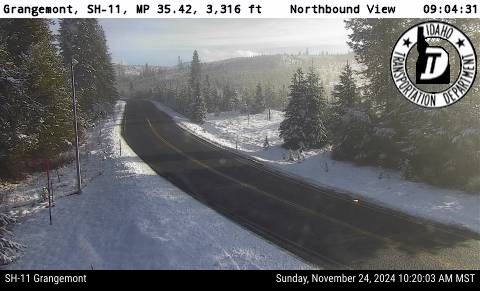 Grangemont, SH-11, MP 35.42, 3,316 ft Northbound View 09:04:31
IDAHO
TRANSPORTATION DEPARTMENT
SH-11 Grangemont Sunday, November 24, 2024 10:20:03 AM MST